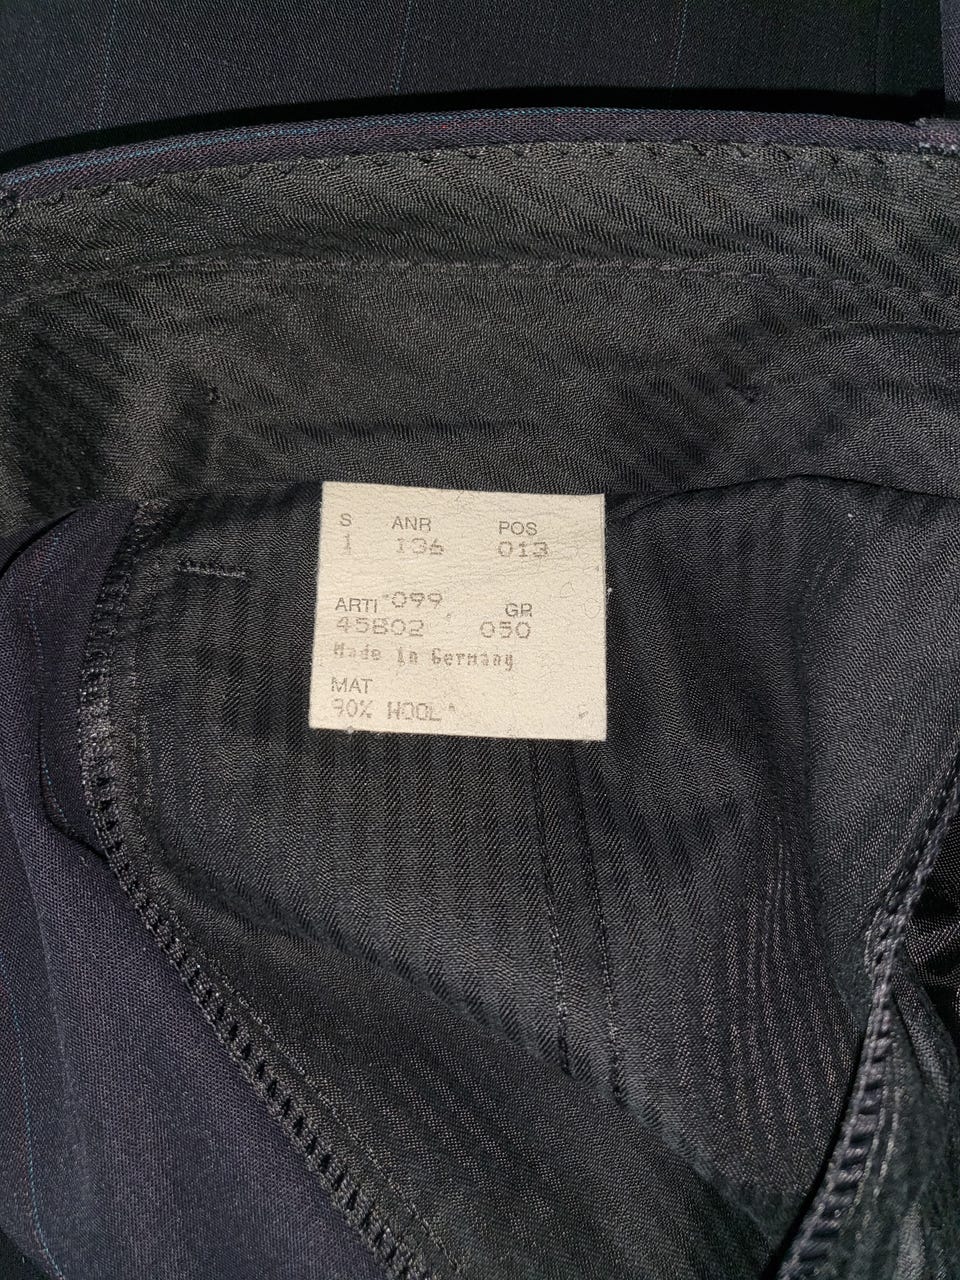 S ANR POS
1 136 013
ARTI 099 GR
45802 050
Made in Germany
MAT
90% WOOL